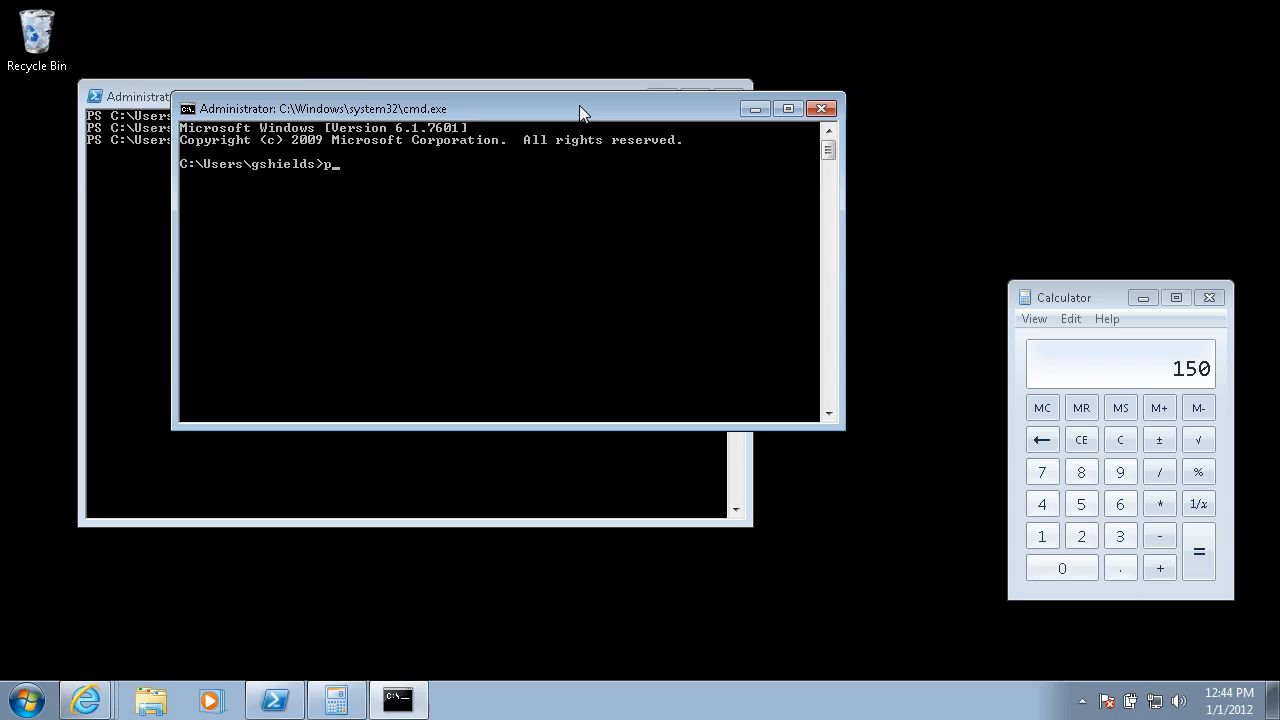 Recycle Bin
Administrat
PS C:\Users
PS C:\Users
PS C:\Users
Administrator: C:\Windows\system32\cmd.exe
Microsoft Windows [Version 6.1.7601]
Copyright (c) 2009 Microsoft Corporation.  All rights reserved.
C:\Users\gshields>p_
Calculator
View Edit Help
150
MC MR MS M+ M-
← CE C ± √
7 8 9 / %
4 5 6 * 1/x
1 2 3 - =
0 . +
12:44 PM
1/1/2012